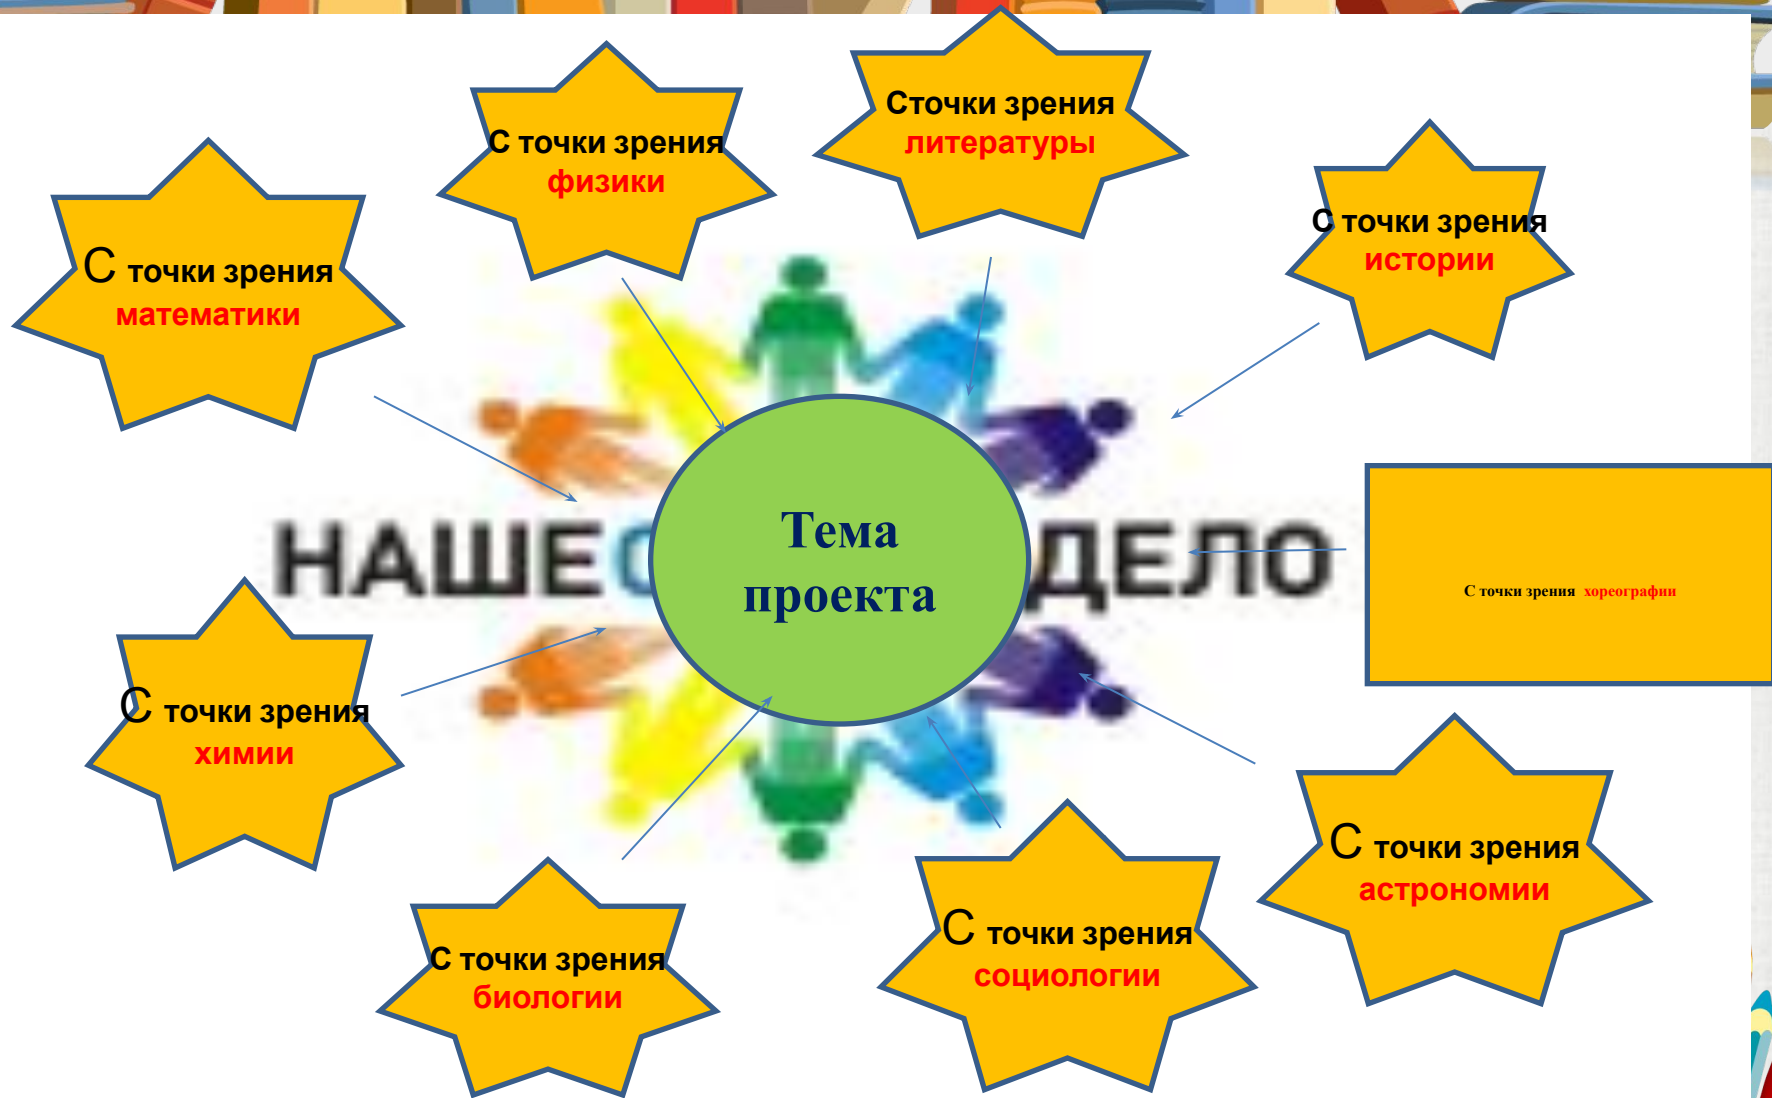 Сточки зрения
литературы
С точки зрения
физики
С точки зрения
истории
С точки зрения
математики
Тема
проекта
НАШЕ
ДЕЛО
С точки зрения хореографии
С точки зрения
химии
С точки зрения
астрономии
С точки зрения
социологии
С точки зрения
биологии